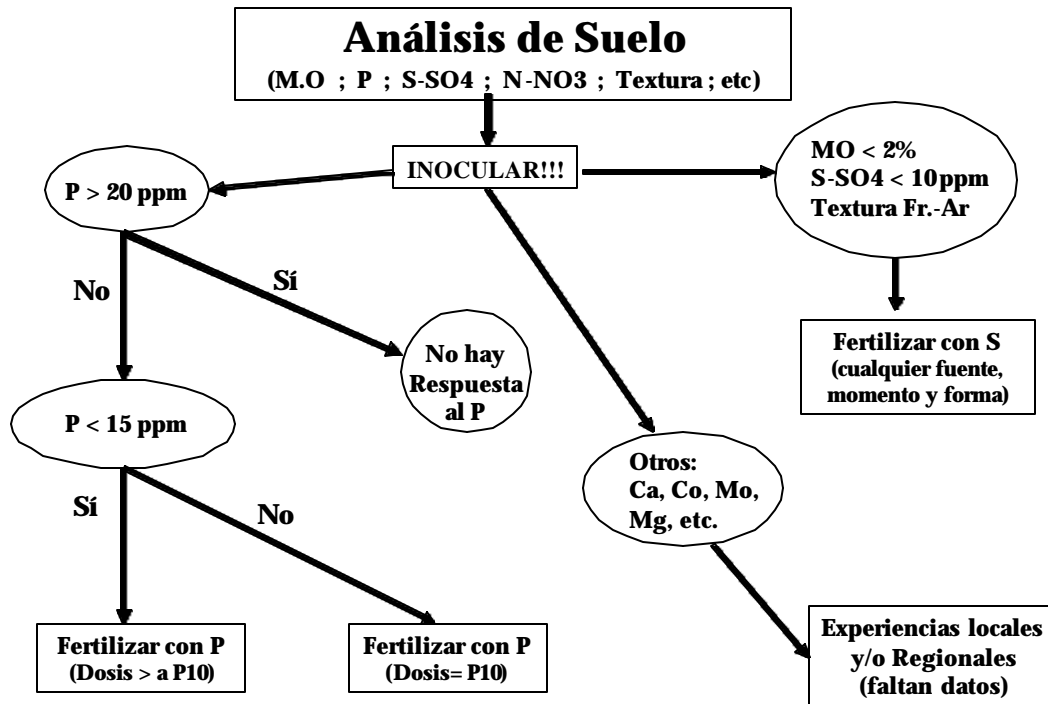 Análisis de Suelo
(M.O ; P ; S-SO4 ; N-NO3 ; Textura ; etc)
INOCULAR!!!
P > 20 ppm
MO < 2%
S-SO4 < 10ppm
Textura Fr.-Ar
No
Sí
No hay
Respuesta
al P
Fertilizar con S
(cualquier fuente,
momento y forma)
P < 15 ppm
Otros:
Ca, Co, Mo,
Mg, etc.
Sí
No
Fertilizar con P
(Dosis > a P10)
Fertilizar con P
(Dosis= P10)
Experiencias locales
y/o Regionales
(faltan datos)